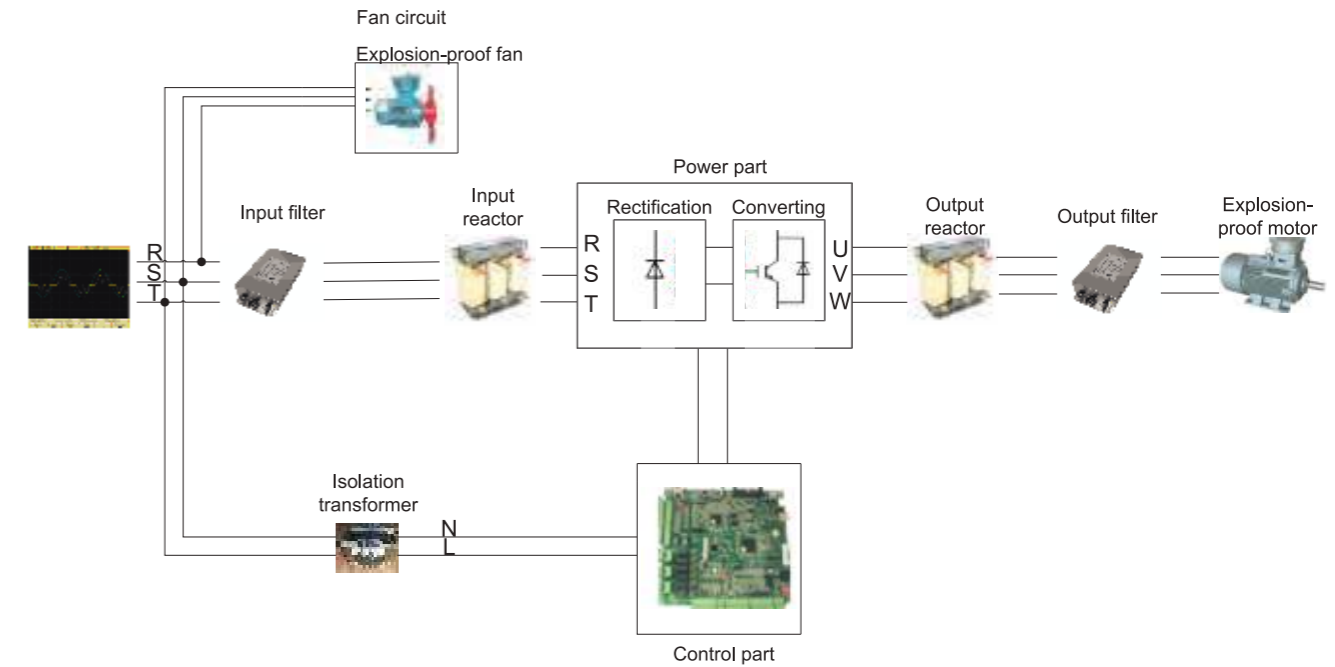 Fan circuit
Explosion-proof fan
Power part
Input filter
Input
reactor
Rectification
Converting
Output
reactor
Output filter
Explosion-
proof motor
R
S
T
R
S
T
U
V
W
Isolation
transformer
N
L
Control part